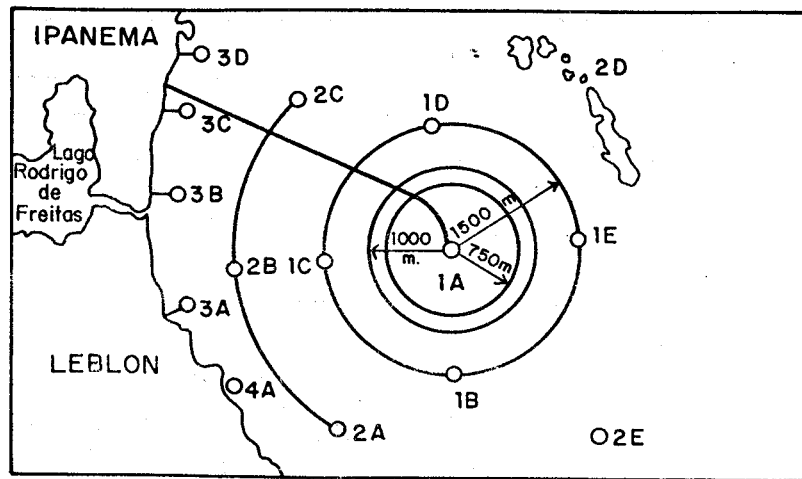 IPANEMA
3D
2D
2C
1D
3C
Lago
Rodrigo
de
Freitas
3B
1500
m
1000
m.
750m
1E
2B
1C
1A
3A
LEBLON
4A
1B
2A
2E